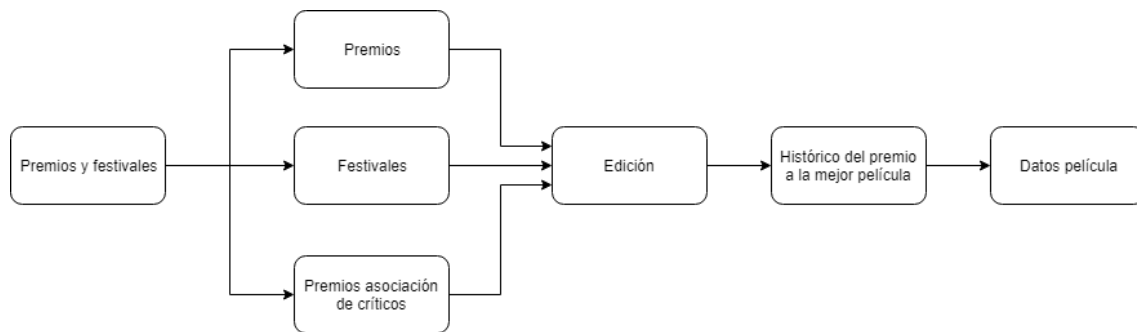 Premios y festivales
Premios
Festivales
Premios asociación
de críticos
Edición
Histórico del premio
a la mejor película
Datos película